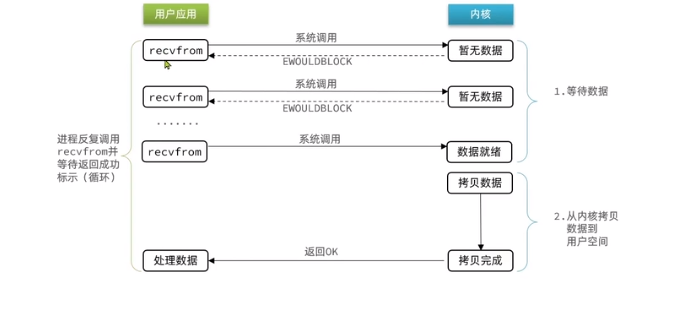 用户应用
内核
recvfrom
系统调用
暂无数据
EWOULDBLOCK
recvfrom
系统调用
暂无数据
EWOULDBLOCK
.......
recvfrom
系统调用
数据就绪
1.等待数据
进程反复调用
recvfrom并
等待返回成功
标示（循环）
拷贝数据
2.从内核拷贝
数据到
用户空间
处理数据
返回OK
拷贝完成